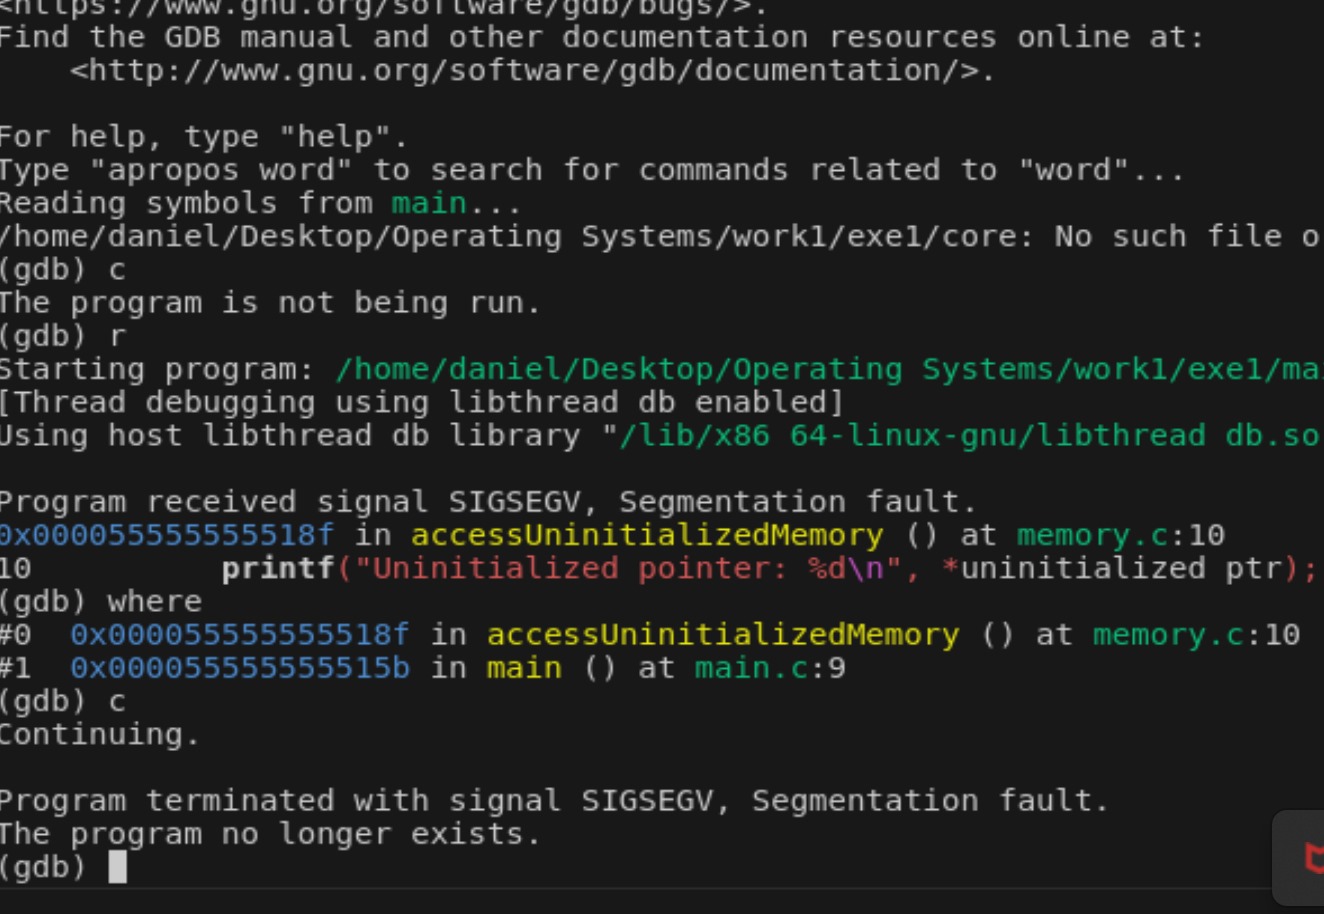 <https://www.gnu.org/software/gdb/bugs/>.
Find the GDB manual and other documentation resources online at:
    <http://www.gnu.org/software/gdb/documentation/>.

For help, type "help".
Type "apropos word" to search for commands related to "word"...
Reading symbols from main...
/home/daniel/Desktop/Operating Systems/work1/exe1/core: No such file o
(gdb) c
The program is not being run.
(gdb) r
Starting program: /home/daniel/Desktop/Operating Systems/work1/exe1/ma
[Thread debugging using libthread db enabled]
Using host libthread db library "/lib/x86 64-linux-gnu/libthread db.so

Program received signal SIGSEGV, Segmentation fault.
0x000055555555518f in accessUninitializedMemory () at memory.c:10
10          printf("Uninitialized pointer: %d\n", *uninitialized ptr);
(gdb) where
#0  0x000055555555518f in accessUninitializedMemory () at memory.c:10
#1  0x000055555555515b in main () at main.c:9
(gdb) c
Continuing.

Program terminated with signal SIGSEGV, Segmentation fault.
The program no longer exists.
(gdb)